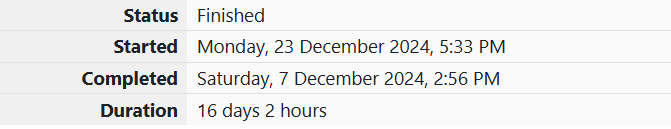 Status Finished
Started Monday, 23 December 2024, 5:33 PM
Completed Saturday, 7 December 2024, 2:56 PM
Duration 16 days 2 hours